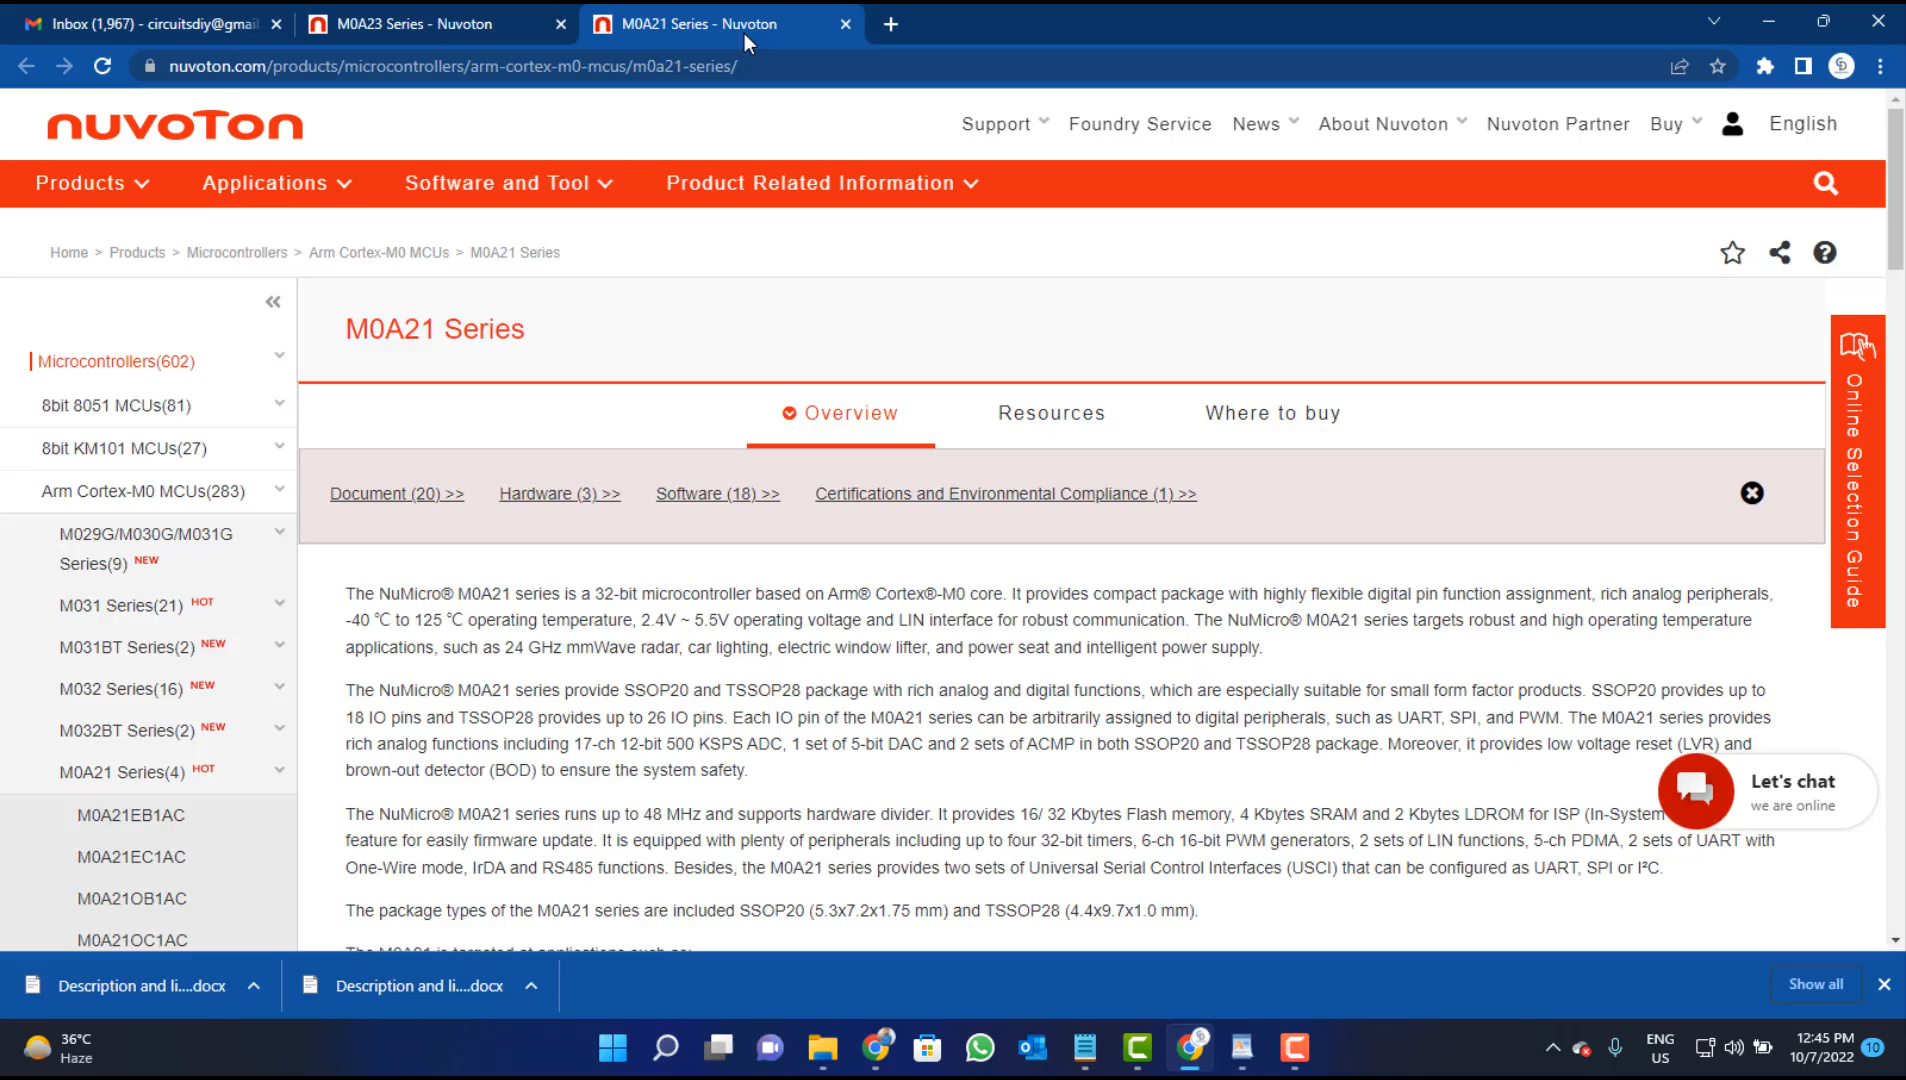 Inbox (1,967) - circuitsdiy@gmail
M0A23 Series - Nuvoton
M0A21 Series - Nuvoton
nuvoton.com/products/microcontrollers/arm-cortex-m0-mcus/m0a21-series/
nuvoTon
Support
Foundry Service
News
About Nuvoton
Nuvoton Partner
Buy
English
Products
Applications
Software and Tool
Product Related Information
Home > Products > Microcontrollers > Arm Cortex-M0 MCUs > M0A21 Series
«
Microcontrollers(602)
8bit 8051 MCUs(81)
8bit KM101 MCUs(27)
Arm Cortex-M0 MCUs(283)
M029G/M030G/M031G
Series(9) NEW
M031 Series(21) HOT
M031BT Series(2) NEW
M032 Series(16) NEW
M032BT Series(2) NEW
M0A21 Series(4) HOT
M0A21EB1AC
M0A21EC1AC
M0A21OB1AC
M0A21OC1AC
M0A21 Series
Overview
Resources
Where to buy
Document (20) >>
Hardware (3) >>
Software (18) >>
Certifications and Environmental Compliance (1) >>
The NuMicro® M0A21 series is a 32-bit microcontroller based on Arm® Cortex®-M0 core. It provides compact package with highly flexible digital pin function assignment, rich analog peripherals,
-40 ℃ to 125 ℃ operating temperature, 2.4V ~ 5.5V operating voltage and LIN interface for robust communication. The NuMicro® M0A21 series targets robust and high operating temperature
applications, such as 24 GHz mmWave radar, car lighting, electric window lifter, and power seat and intelligent power supply.
The NuMicro® M0A21 series provide SSOP20 and TSSOP28 package with rich analog and digital functions, which are especially suitable for small form factor products. SSOP20 provides up to
18 IO pins and TSSOP28 provides up to 26 IO pins. Each IO pin of the M0A21 series can be arbitrarily assigned to digital peripherals, such as UART, SPI, and PWM. The M0A21 series provides
rich analog functions including 17-ch 12-bit 500 KSPS ADC, 1 set of 5-bit DAC and 2 sets of ACMP in both SSOP20 and TSSOP28 package. Moreover, it provides low voltage reset (LVR) and
brown-out detector (BOD) to ensure the system safety.
The NuMicro® M0A21 series runs up to 48 MHz and supports hardware divider. It provides 16/ 32 Kbytes Flash memory, 4 Kbytes SRAM and 2 Kbytes LDROM for ISP (In-System
feature for easily firmware update. It is equipped with plenty of peripherals including up to four 32-bit timers, 6-ch 16-bit PWM generators, 2 sets of LIN functions, 5-ch PDMA, 2 sets of UART with
One-Wire mode, IrDA and RS485 functions. Besides, the M0A21 series provides two sets of Universal Serial Control Interfaces (USCI) that can be configured as UART, SPI or I²C.
The package types of the M0A21 series are included SSOP20 (5.3x7.2x1.75 mm) and TSSOP28 (4.4x9.7x1.0 mm).
The M0A21 is targeted at applications such as:
Online Selection Guide
Let's chat
we are online
Description and li....docx
Description and li....docx
Show all
36°C
Haze
ENG
US
12:45 PM
10/7/2022
10